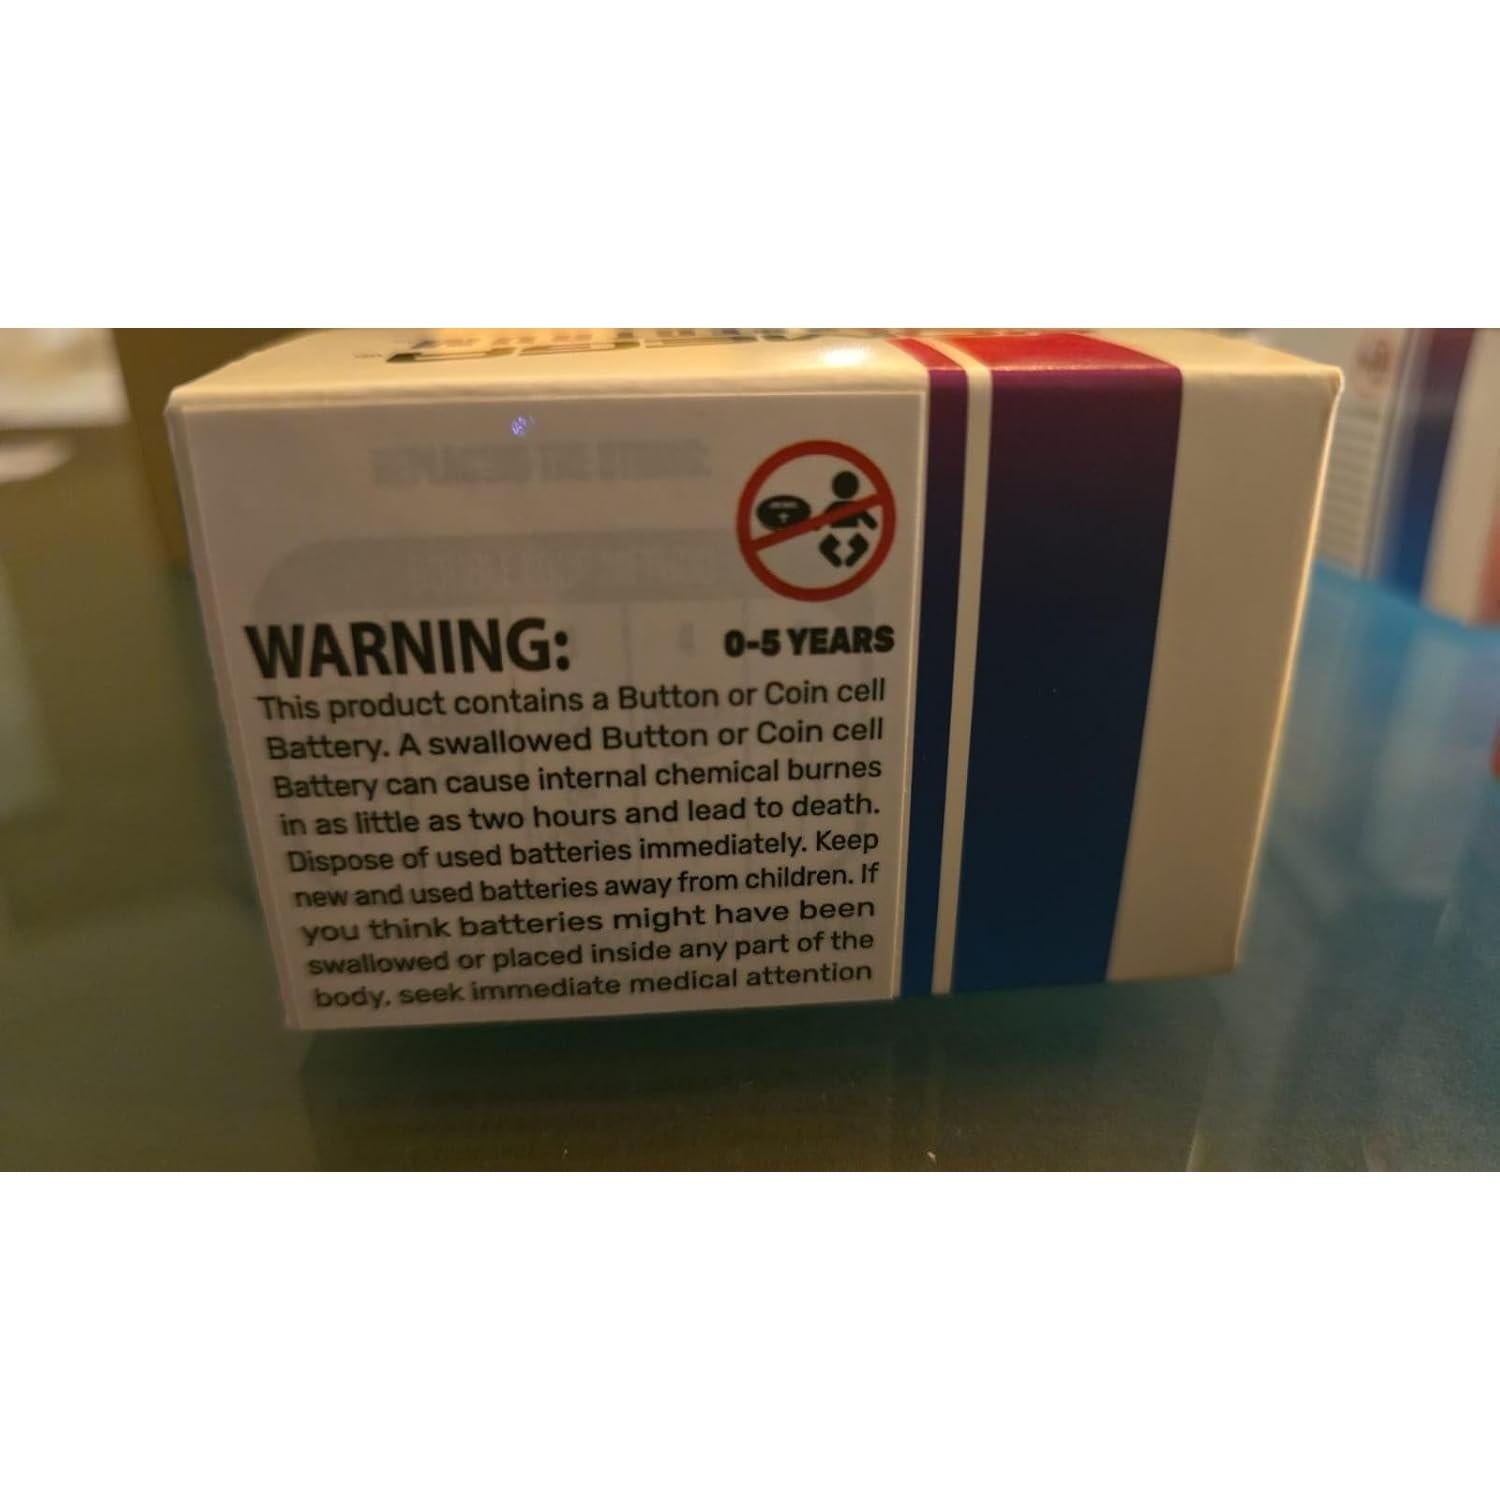 WARNING:
0-5 YEARS
This product contains a Button or Coin cell
Battery. A swallowed Button or Coin cell
Battery can cause internal chemical burnes
in as little as two hours and lead to death.
Dispose of used batteries immediately. Keep
new and used batteries away from children. If
you think batteries might have been
swallowed or placed inside any part of the
body, seek immediate medical attention